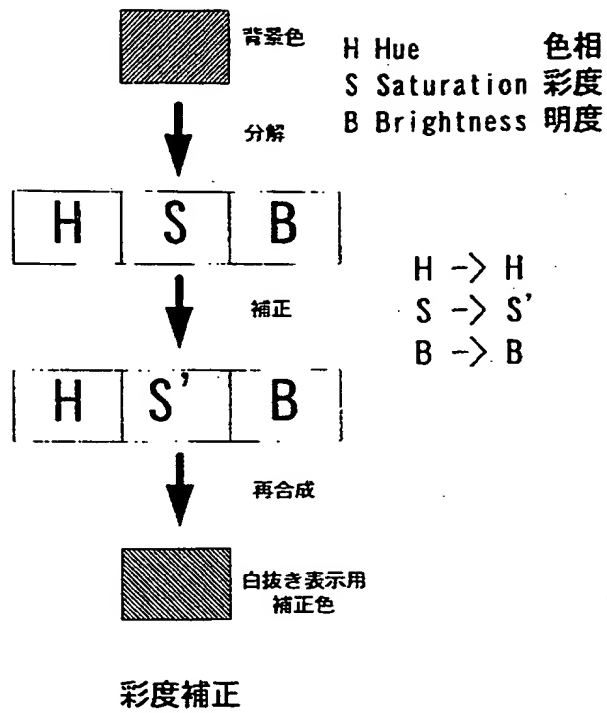 背景色
H Hue 色相
S Saturation 彩度
B Brightness 明度
分解
H S B
補正
H -> H
S -> S'
B -> B
H S' B
再合成
白抜き表示用
補正色
彩度補正